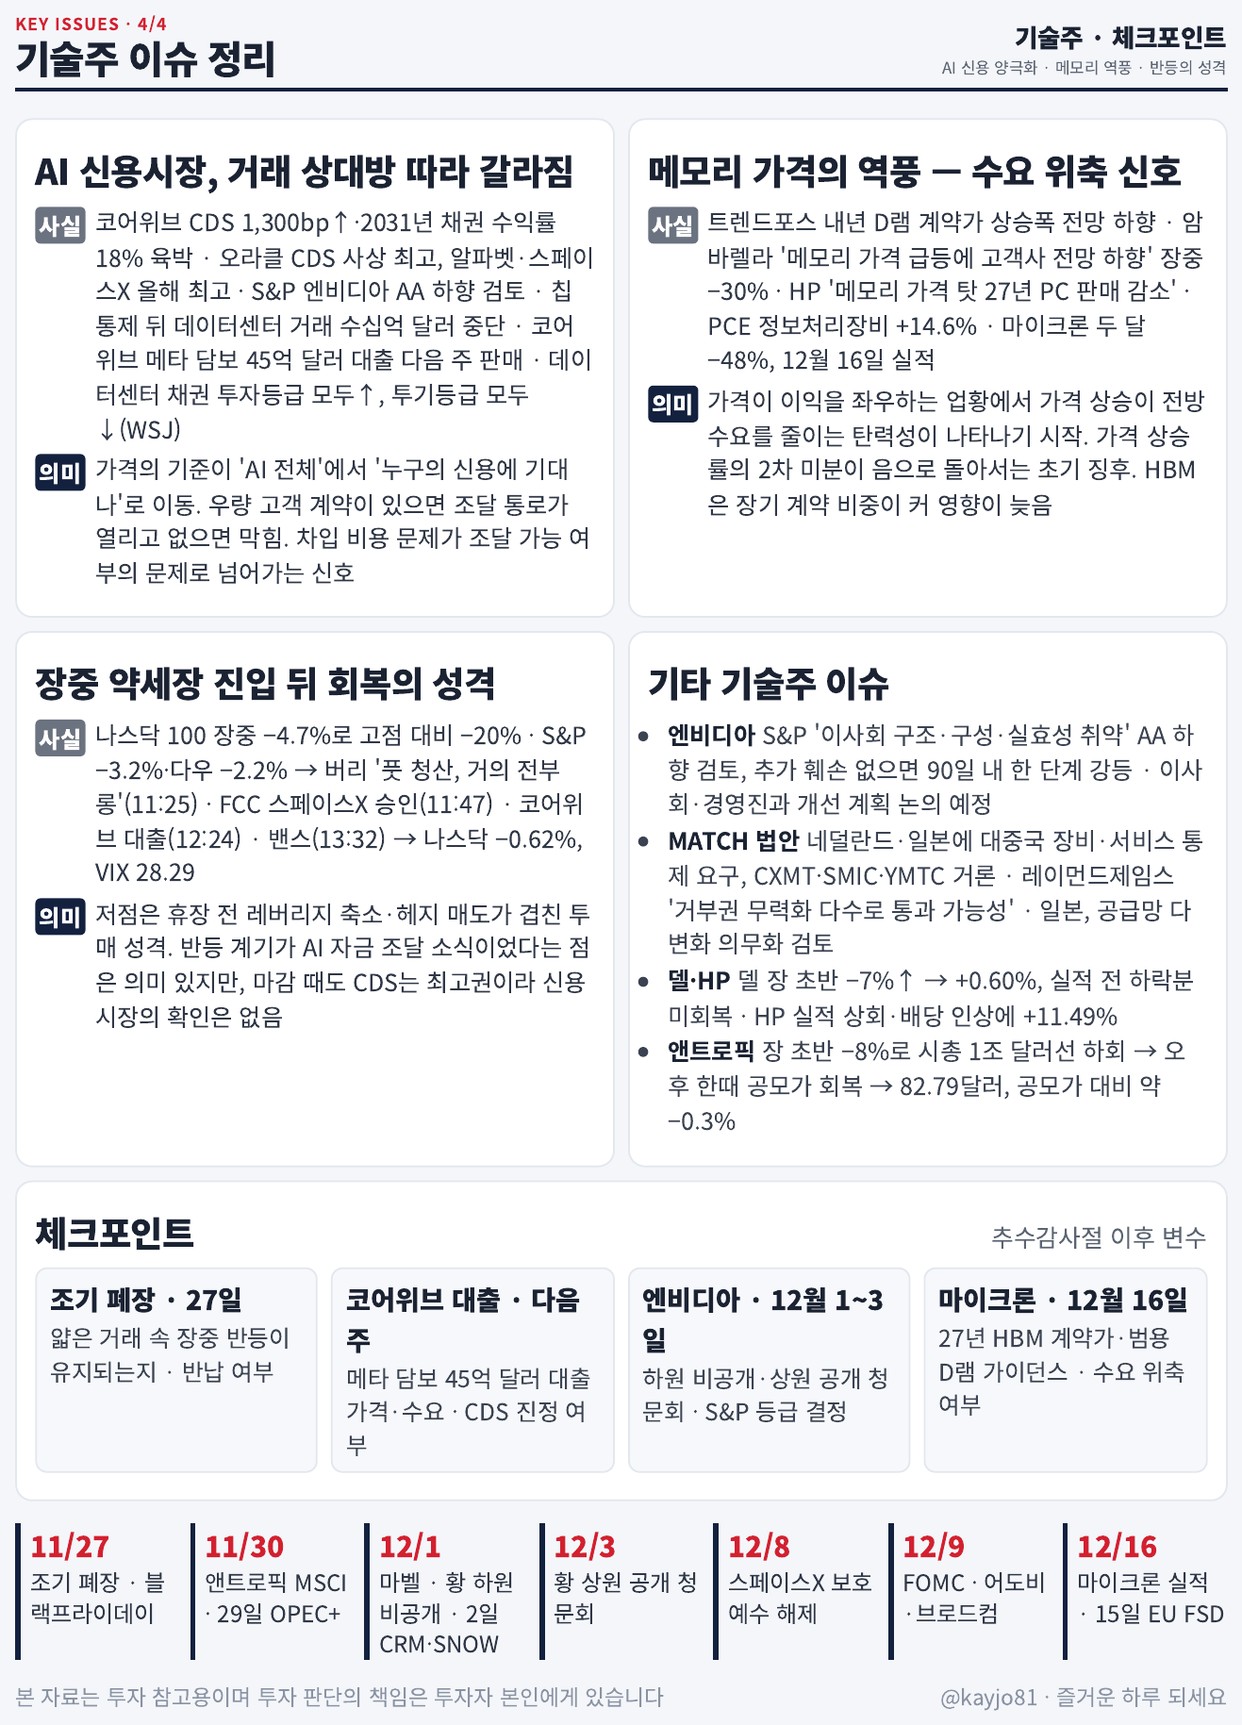 KEY ISSUES · 4/4
기술주 이슈 정리
기술주 · 체크포인트
AI 신용 양극화 · 메모리 역풍 · 반등의 성격
AI 신용시장, 거래 상대방 따라 갈라짐
사실 코어위브 CDS 1,300bp↑·2031년 채권 수익률
18% 육박 · 오라클 CDS 사상 최고, 알파벳·스페이
스X 올해 최고 · S&P 엔비디아 AA 하향 검토 · 칩
통제 뒤 데이터센터 거래 수십억 달러 중단 · 코어
위브 메타 담보 45억 달러 대출 다음 주 판매 · 데이
터센터 채권 투자등급 모두↑, 투기등급 모두
↓(WSJ)
의미 가격의 기준이 'AI 전체'에서 '누구의 신용에 기대
나'로 이동. 우량 고객 계약이 있으면 조달 통로가
열리고 없으면 막힘. 차입 비용 문제가 조달 가능 여
부의 문제로 넘어가는 신호
메모리 가격의 역풍 — 수요 위축 신호
사실 트렌드포스 내년 D램 계약가 상승폭 전망 하향 · 암
바렐라 '메모리 가격 급등에 고객사 전망 하향' 장중
−30% · HP '메모리 가격 탓 27년 PC 판매 감소' ·
PCE 정보처리장비 +14.6% · 마이크론 두 달
−48%, 12월 16일 실적
의미 가격이 이익을 좌우하는 업황에서 가격 상승이 전방
수요를 줄이는 탄력성이 나타나기 시작. 가격 상승
률의 2차 미분이 음으로 돌아서는 초기 징후. HBM
은 장기 계약 비중이 커 영향이 늦음
장중 약세장 진입 뒤 회복의 성격
사실 나스닥 100 장중 −4.7%로 고점 대비 −20% · S&P
−3.2%·다우 −2.2% → 버리 '풋 청산, 거의 전부
롱'(11:25) · FCC 스페이스X 승인(11:47) · 코어위
브 대출(12:24) · 밴스(13:32) → 나스닥 −0.62%,
VIX 28.29
의미 저점은 휴장 전 레버리지 축소·헤지 매도가 겹친 투
매 성격. 반등 계기가 AI 자금 조달 소식이었다는 점
은 의미 있지만, 마감 때도 CDS는 최고권이라 신용
시장의 확인은 없음
기타 기술주 이슈
• 엔비디아 S&P '이사회 구조·구성·실효성 취약' AA 하
향 검토, 추가 훼손 없으면 90일 내 한 단계 강등 · 이사
회·경영진과 개선 계획 논의 예정
• MATCH 법안 네덜란드·일본에 대중국 장비·서비스 통
제 요구, CXMT·SMIC·YMTC 거론 · 레이먼드제임스
'거부권 무력화 다수로 통과 가능성' · 일본, 공급망 다
변화 의무화 검토
• 델·HP 델 장 초반 −7%↑ → +0.60%, 실적 전 하락분
미회복 · HP 실적 상회·배당 인상에 +11.49%
• 앤트로픽 장 초반 −8%로 시총 1조 달러선 하회 → 오
후 한때 공모가 회복 → 82.79달러, 공모가 대비 약
−0.3%
체크포인트
추수감사절 이후 변수
조기 폐장 · 27일
얇은 거래 속 장중 반등이
유지되는지 · 반납 여부
코어위브 대출 · 다음
주
메타 담보 45억 달러 대출
가격·수요 · CDS 진정 여
부
엔비디아 · 12월 1~3
일
하원 비공개·상원 공개 청
문회 · S&P 등급 결정
마이크론 · 12월 16일
27년 HBM 계약가·범용
D램 가이던스 · 수요 위축
여부
11/27
조기 폐장 · 블
랙프라이데이
11/30
앤트로픽 MSCI
· 29일 OPEC+
12/1
마벨 · 황 하원
비공개 · 2일
CRM·SNOW
12/3
황 상원 공개 청
문회
12/8
스페이스X 보호
예수 해제
12/9
FOMC · 어도비
· 브로드컴
12/16
마이크론 실적
· 15일 EU FSD
본 자료는 투자 참고용이며 투자 판단의 책임은 투자자 본인에게 있습니다
@kayjo81 · 즐거운 하루 되세요